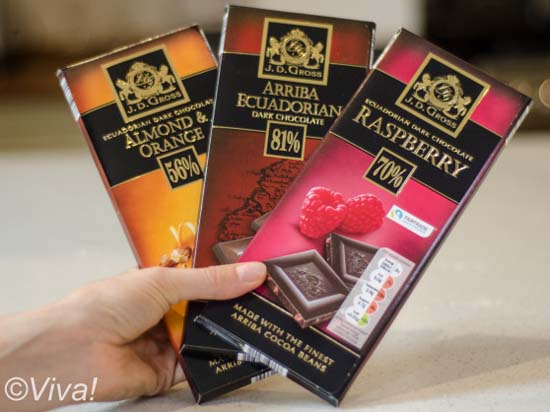 J. D. GROSS
ECUADORIAN DARK CHOCOLATE
ALMOND &
ORANGE
56%
J. D. GROSS
ARRIBA
ECUADORIAN
DARK CHOCOLATE
81%
J. D. GROSS
ECUADORIAN DARK CHOCOLATE
RASPBERRY
70%
FAIRTRADE
MADE WITH THE FINEST
ARRIBA COCOA BEANS
©Viva!